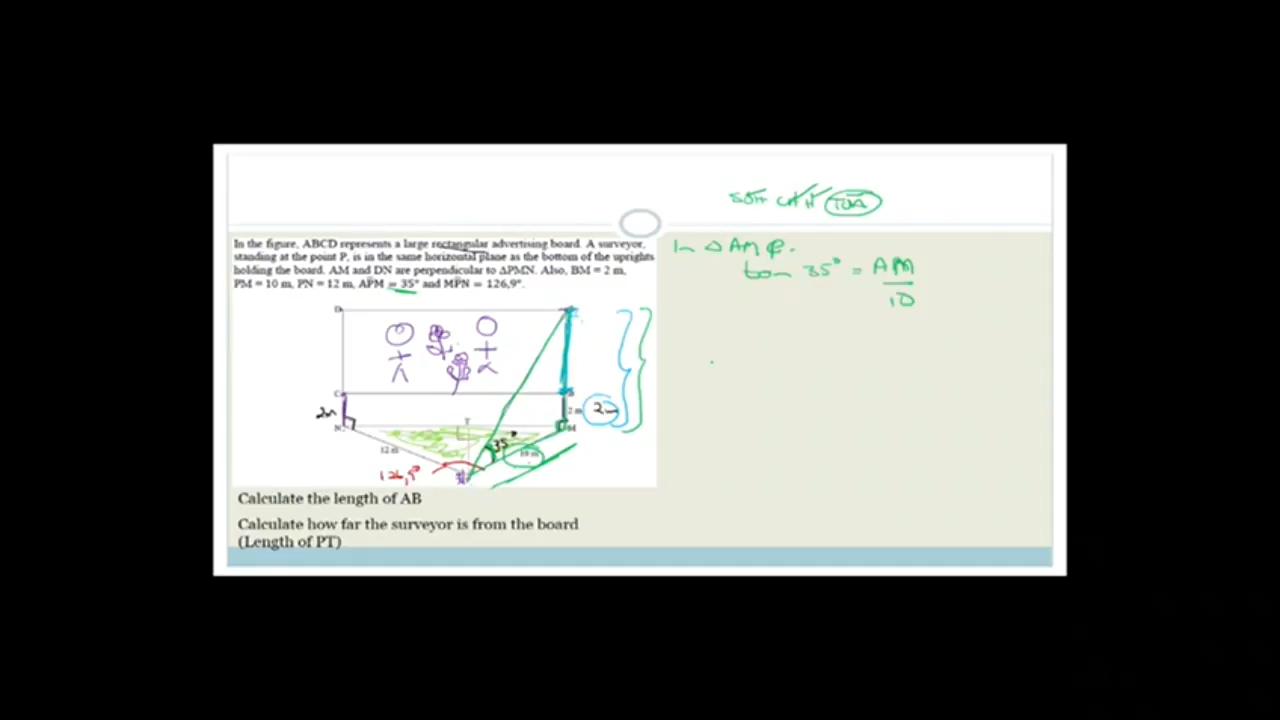 SOH CAH TOA
In the figure, ABCD represents a large rectangular advertising board. A surveyor,
standing at the point P, is in the same horizontal plane as the bottom of the uprights
holding the board. AM and DN are perpendicular to ΔPMN. Also, BM = 2 m,
PM = 10 m, PN = 12 m, AP̂M = 35° and MP̂N = 126,9°.
In Δ AMP.
tan 35° = AM
10
D
C
B
2m
2 m
2m
N
T
M
35°
12 m
10 m
126,9°
Calculate the length of AB
Calculate how far the surveyor is from the board
(Length of PT)